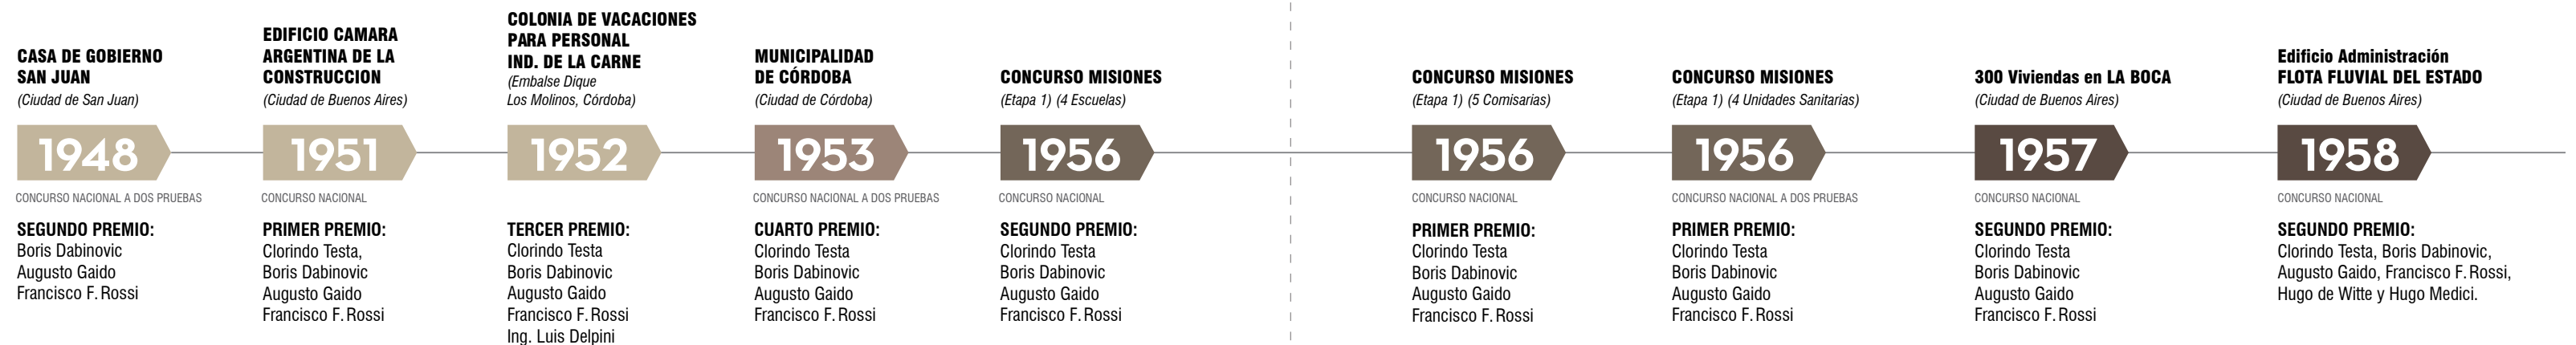 CASA DE GOBIERNO
SAN JUAN
(Ciudad de San Juan)
1948
CONCURSO NACIONAL A DOS PRUEBAS
SEGUNDO PREMIO:
Boris Dabinovic
Augusto Gaido
Francisco F. Rossi
EDIFICIO CAMARA
ARGENTINA DE LA
CONSTRUCCION
(Ciudad de Buenos Aires)
1951
CONCURSO NACIONAL
PRIMER PREMIO:
Clorindo Testa,
Boris Dabinovic
Augusto Gaido
Francisco F. Rossi
COLONIA DE VACACIONES
PARA PERSONAL
IND. DE LA CARNE
(Embalse Dique
Los Molinos, Córdoba)
1952
TERCER PREMIO:
Clorindo Testa
Boris Dabinovic
Augusto Gaido
Francisco F. Rossi
Ing. Luis Delpini
MUNICIPALIDAD
DE CÓRDOBA
(Ciudad de Córdoba)
1953
CONCURSO NACIONAL A DOS PRUEBAS
CUARTO PREMIO:
Clorindo Testa
Boris Dabinovic
Augusto Gaido
Francisco F. Rossi
CONCURSO MISIONES
(Etapa 1) (4 Escuelas)
1956
CONCURSO NACIONAL
SEGUNDO PREMIO:
Clorindo Testa
Boris Dabinovic
Augusto Gaido
Francisco F. Rossi
CONCURSO MISIONES
(Etapa 1) (5 Comisarias)
1956
CONCURSO NACIONAL
PRIMER PREMIO:
Clorindo Testa
Boris Dabinovic
Augusto Gaido
Francisco F. Rossi
CONCURSO MISIONES
(Etapa 1) (4 Unidades Sanitarias)
1956
CONCURSO NACIONAL A DOS PRUEBAS
PRIMER PREMIO:
Clorindo Testa
Boris Dabinovic
Augusto Gaido
Francisco F. Rossi
300 Viviendas en LA BOCA
(Ciudad de Buenos Aires)
1957
CONCURSO NACIONAL
SEGUNDO PREMIO:
Clorindo Testa
Boris Dabinovic
Augusto Gaido
Francisco F. Rossi
Edificio Administración
FLOTA FLUVIAL DEL ESTADO
(Ciudad de Buenos Aires)
1958
CONCURSO NACIONAL
SEGUNDO PREMIO:
Clorindo Testa, Boris Dabinovic,
Augusto Gaido, Francisco F. Rossi,
Hugo de Witte y Hugo Medici.